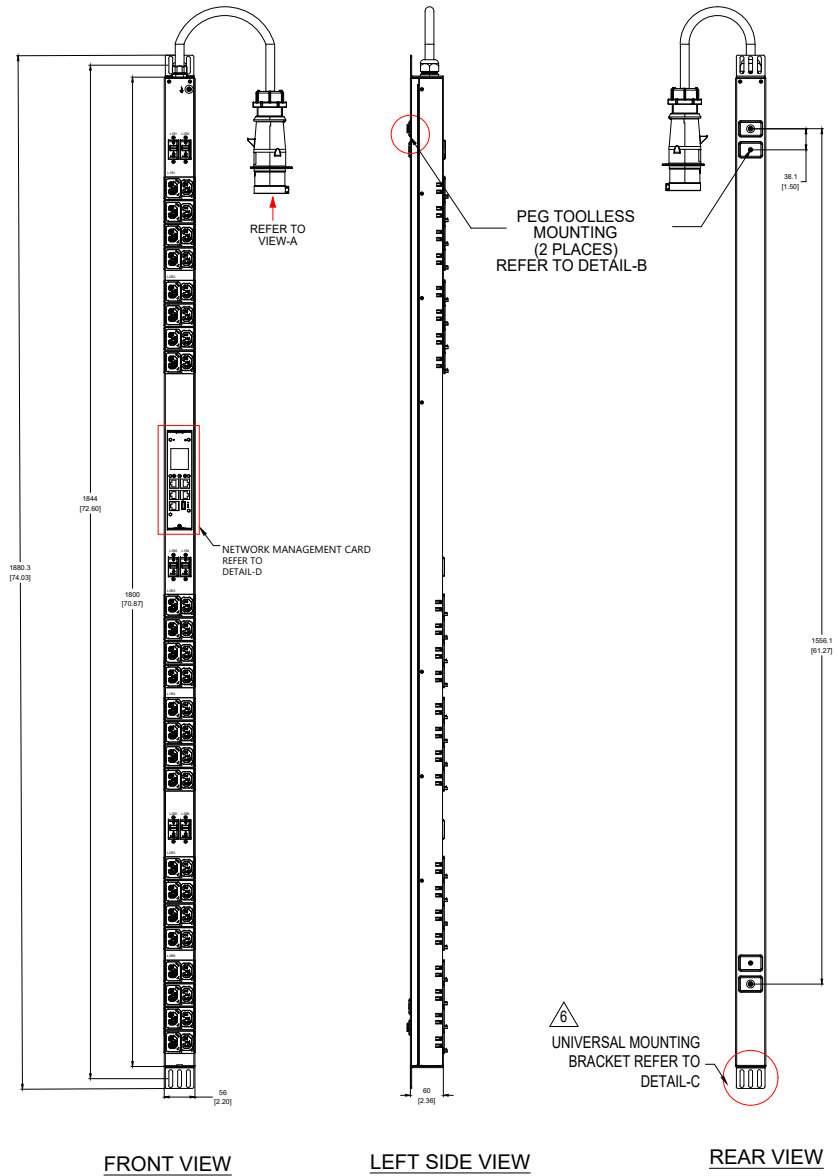 REFER TO
VIEW-A
PEG TOOLLESS
MOUNTING
(2 PLACES)
REFER TO DETAIL-B
38.1
[1.50]
NETWORK MANAGEMENT CARD
REFER TO
DETAIL-D
1844
[72.60]
1880.3
[74.03]
1800
[70.87]
1556.1
[61.27]
6
UNIVERSAL MOUNTING
BRACKET REFER TO
DETAIL-C
56
[2.20]
60
[2.36]
FRONT VIEW
LEFT SIDE VIEW
REAR VIEW